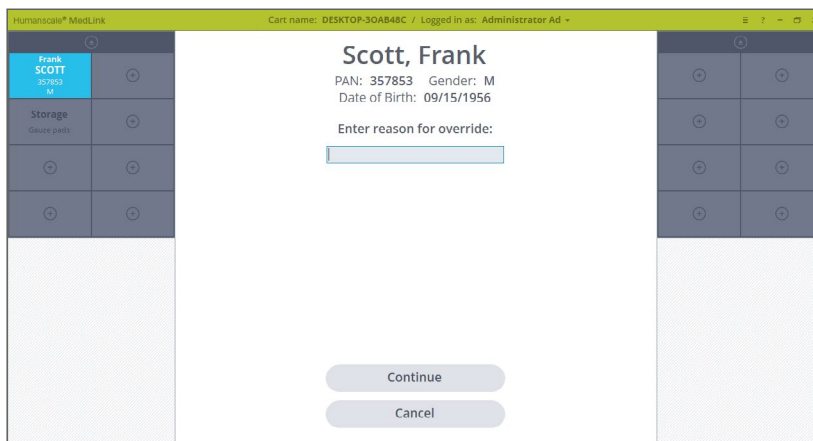 Humanscale® MedLink
Cart name: DESKTOP-3OAB48C / Logged in as: Administrator Ad
Frank
SCOTT
357853
M
Storage
Gauze pads
Scott, Frank
PAN: 357853 Gender: M
Date of Birth: 09/15/1956
Enter reason for override:
Continue
Cancel